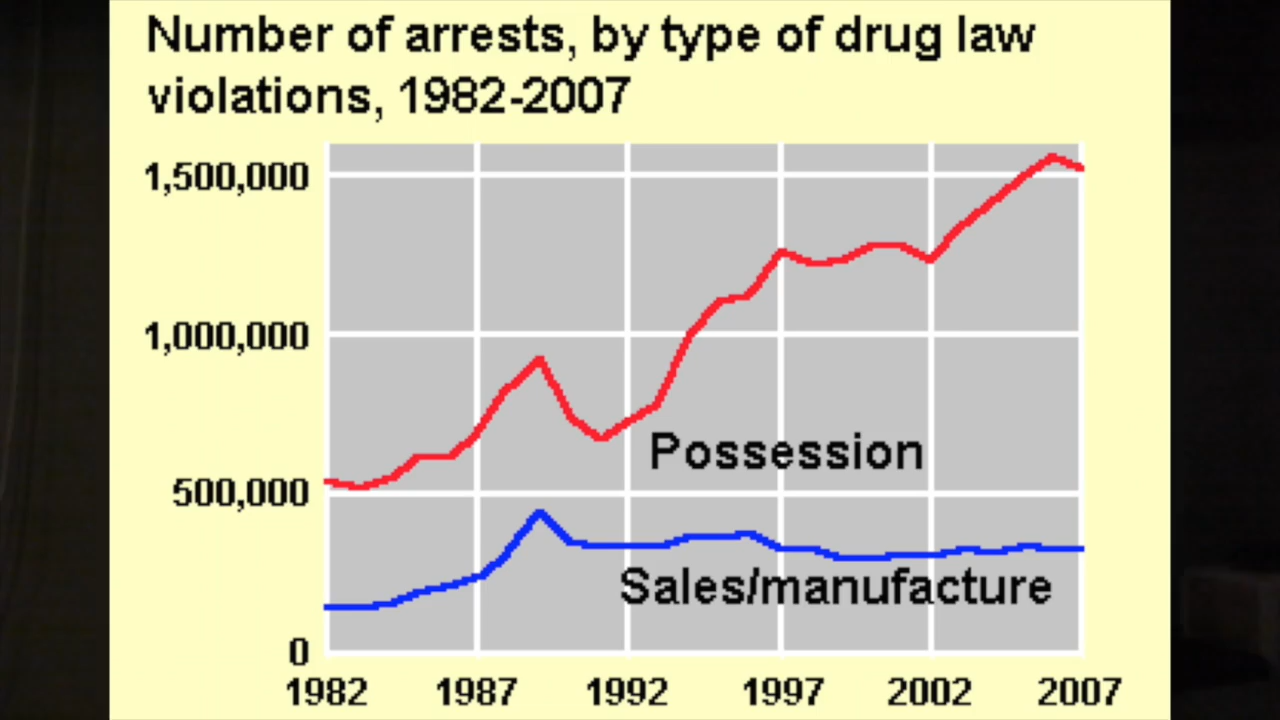 Number of arrests, by type of drug law
violations, 1982-2007
1,500,000
1,000,000
Possession
500,000
Sales/manufacture
0
1982 1987 1992 1997 2002 2007